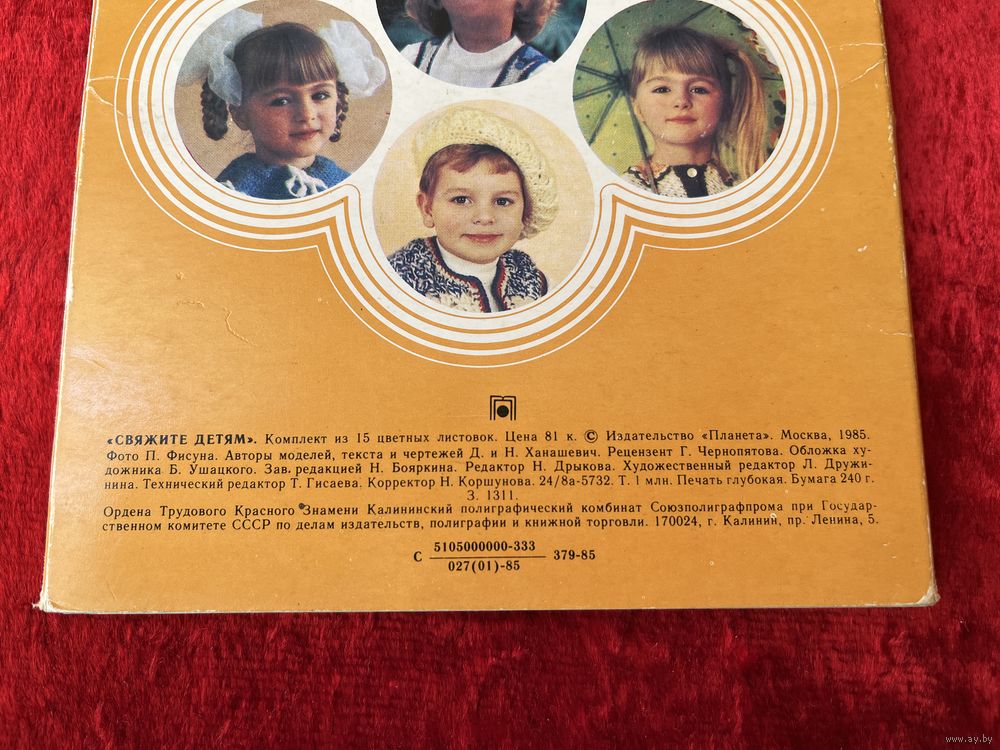 «СВЯЖИТЕ ДЕТЯМ». Комплект из 15 цветных листовок. Цена 81 к. © Издательство «Планета». Москва, 1985.
Фото П. Фисуна. Авторы моделей, текста и чертежей Д. и Н. Ханашевич. Рецензент Г. Чернопятова. Обложка ху-
дожника Б. Ушацкого. Зав. редакцией Н. Бояркина. Редактор Н. Дрыкова. Художественный редактор Л. Дружи-
нина. Технический редактор Т. Гисаева. Корректор Н. Коршунова. 24/8а-5732. Т. 1 млн. Печать глубокая. Бумага 240 г.
З. 1311.
Ордена Трудового Красного Знамени Калининский полиграфический комбинат Союзполиграфпрома при Государ-
ственном комитете СССР по делам издательств, полиграфии и книжной торговли. 170024, г. Калинин, пр. Ленина, 5.
С 5105000000-333 379-85
027(01)-85
www.ay.by